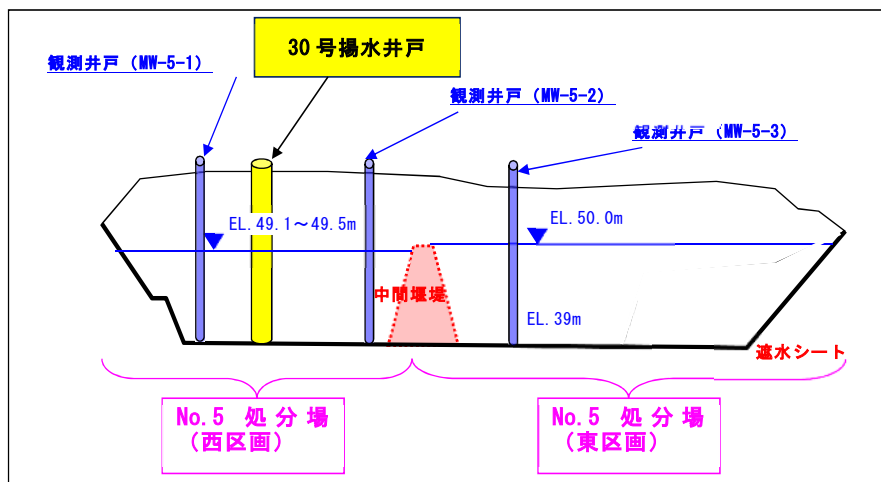 30号揚水井戸
観測井戸（MW-5-1）
観測井戸（MW-5-2）
観測井戸（MW-5-3）
EL.49.1～49.5m
EL.50.0m
中間堰堤
EL.39m
遮水シート
No.5 処分場
（西区画）
No.5 処分場
（東区画）